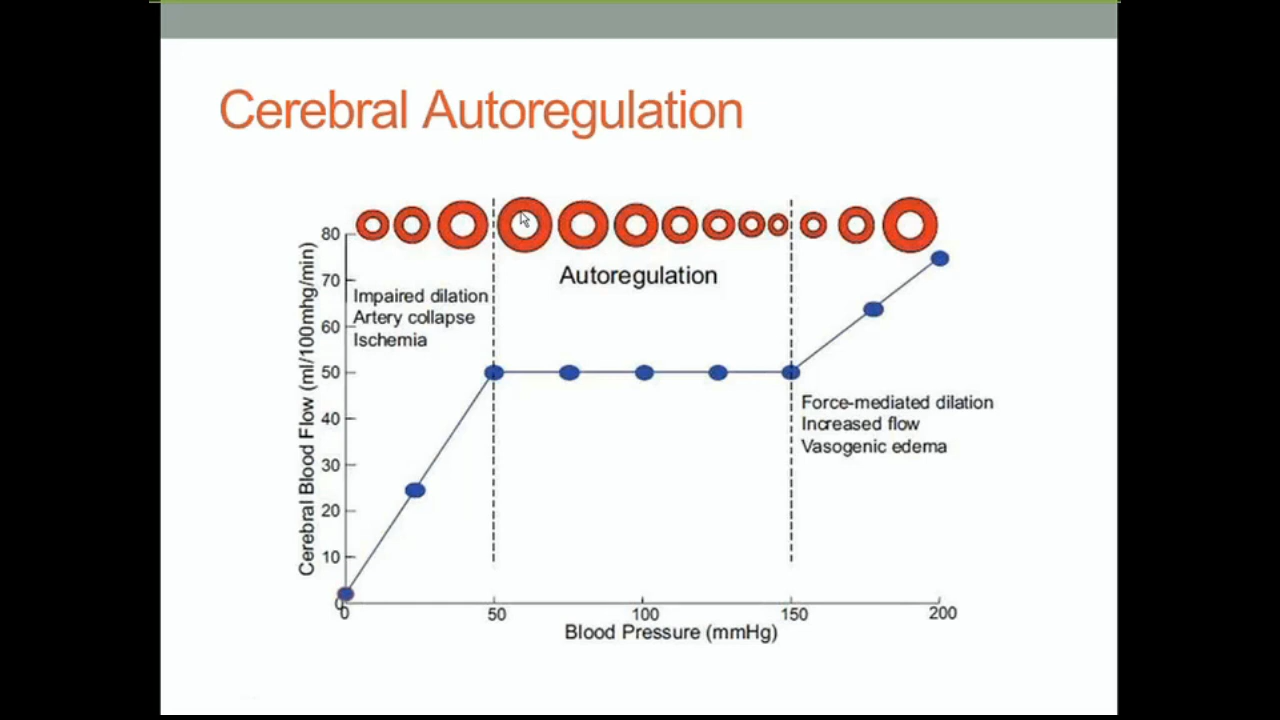 Cerebral Autoregulation
80
70
60
50
40
30
20
10
0
Cerebral Blood Flow (ml/100mhg/min)
Autoregulation
Impaired dilation
Artery collapse
Ischemia
Force-mediated dilation
Increased flow
Vasogenic edema
0 50 100 150 200
Blood Pressure (mmHg)